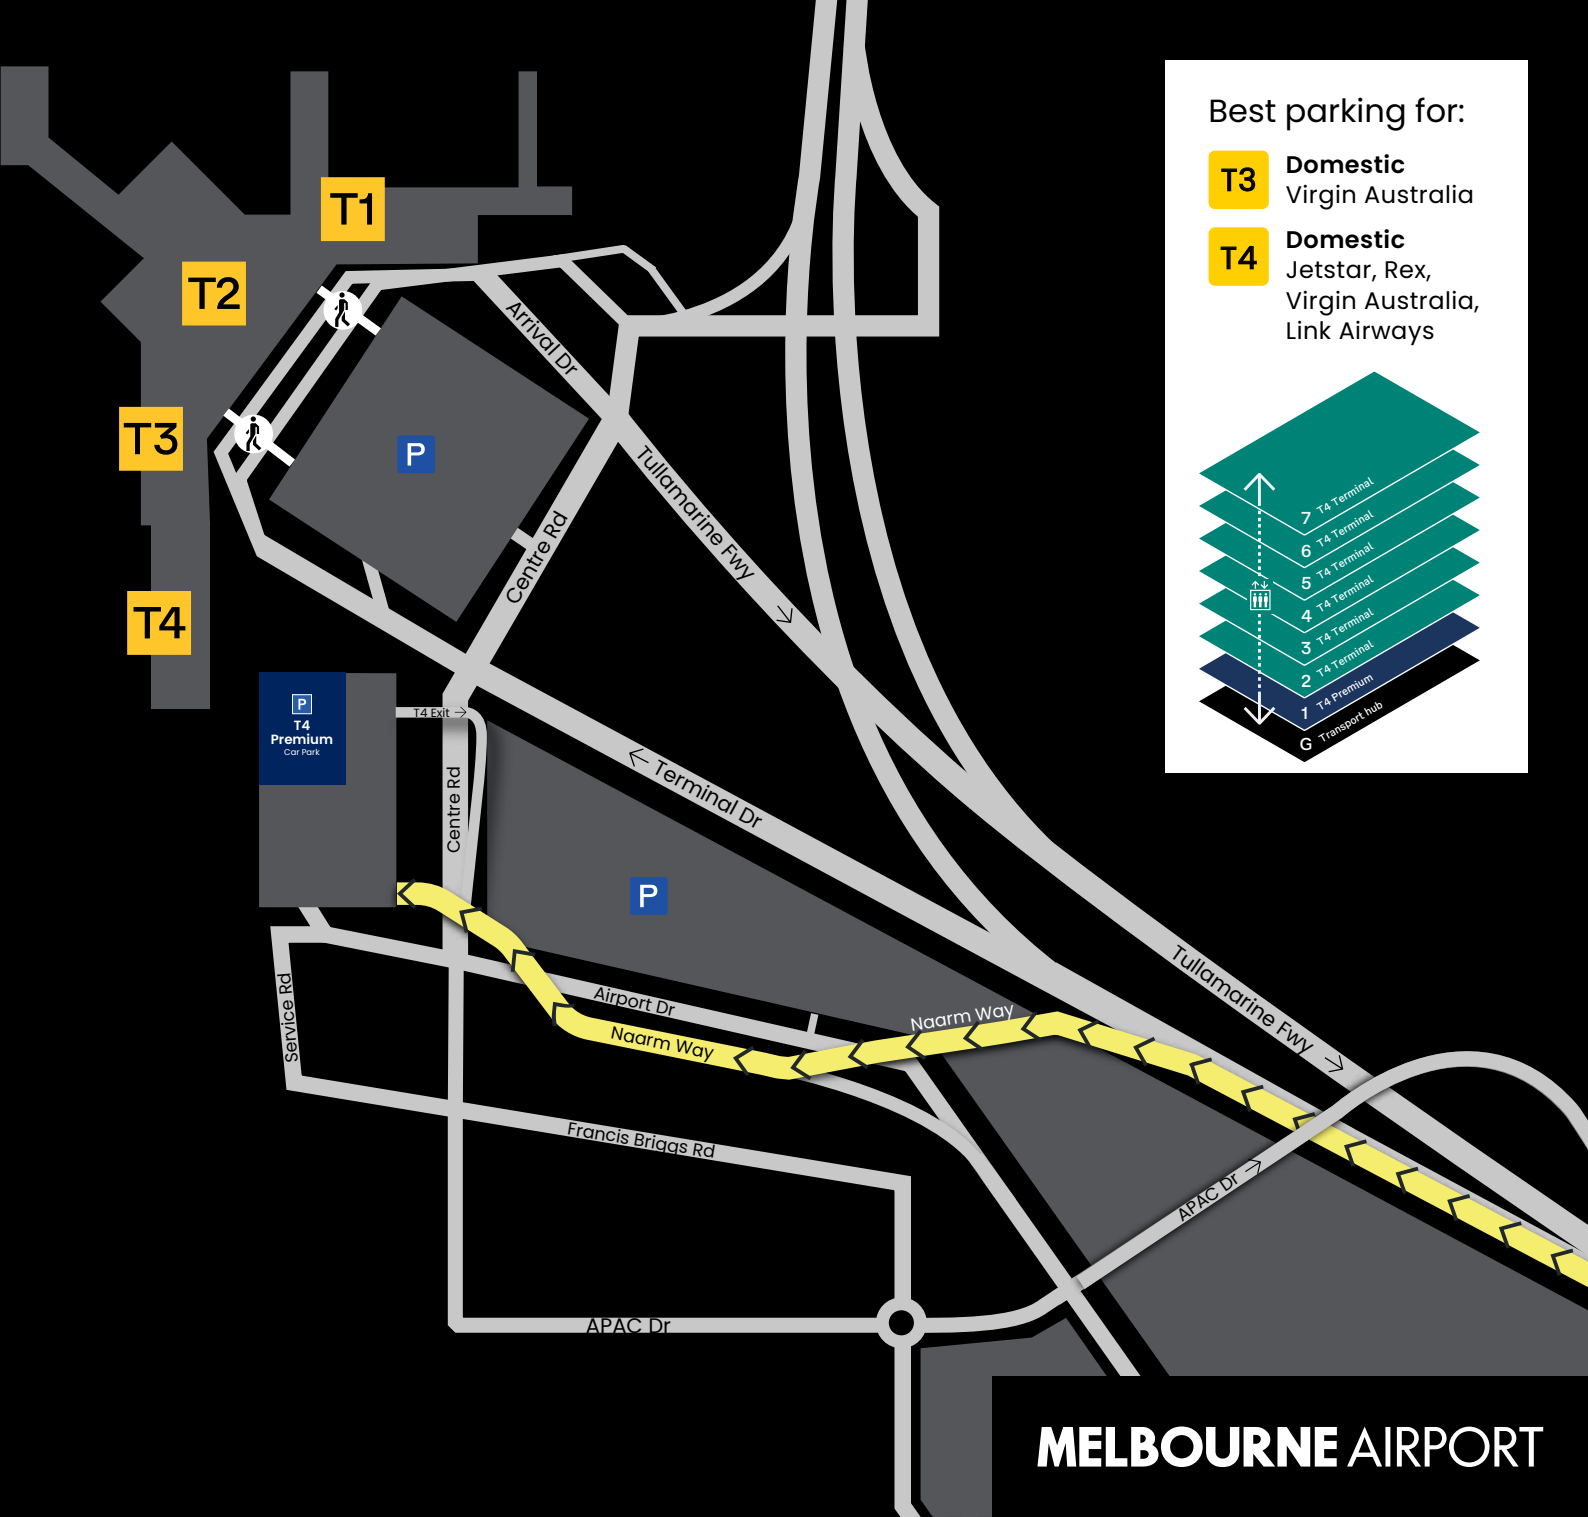 Best parking for:
T3
Domestic
Virgin Australia
T4
Domestic
Jetstar, Rex,
Virgin Australia,
Link Airways
7 T4 Terminal
6 T4 Terminal
5 T4 Terminal
4 T4 Terminal
3 T4 Terminal
2 T4 Terminal
1 T4 Premium
G Transport hub
T1
T2
T3
T4
P
Arrival Dr
Tullamarine Fwy
Centre Rd
P
T4
Premium
Car Park
T4 Exit
Centre Rd
Terminal Dr
P
Tullamarine Fwy
Service Rd
Airport Dr
Naarm Way
Naarm Way
Francis Briggs Rd
APAC Dr
APAC Dr
MELBOURNE AIRPORT